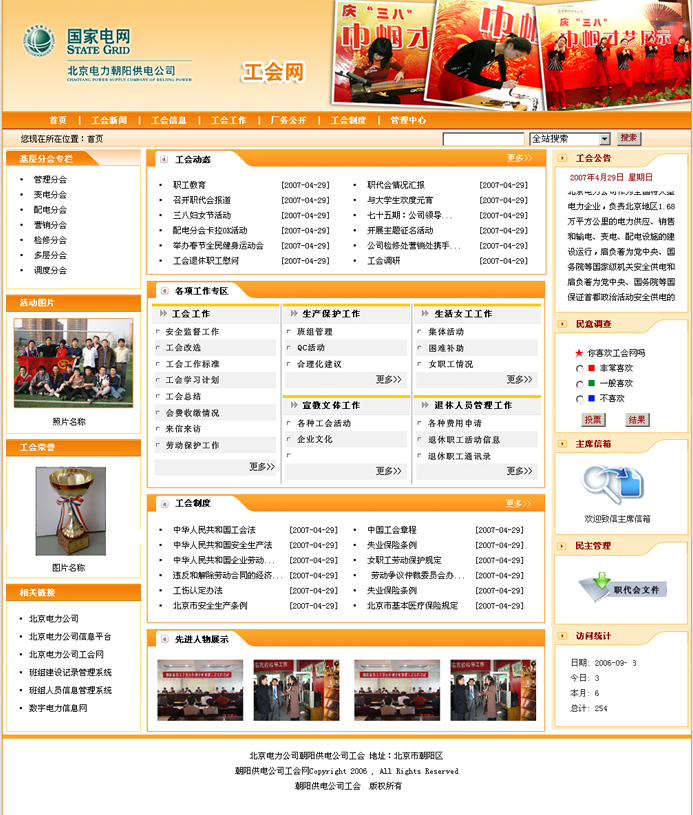 国家电网
STATE GRID
北京电力朝阳供电公司
CHAOYANG POWER SUPPLY COMPANY OF BEIJING POWER
工会网
庆“三八”
巾帼才
巾帼
庆“三八”
巾帼才艺展示
首页 | 工会新闻 | 工会信息 | 工会工作 | 厂务公开 | 工会制度 | 管理中心
您现在所在位置：首页
全站搜索
搜索
基层分会专栏
管理分会
变电分会
配电分会
营销分会
检修分会
多层分会
调度分会
活动图片
照片名称
工会荣誉
图片名称
相关链接
北京电力公司
北京电力公司信息平台
北京电力公司工会网
班组建设记录管理系统
班组人员信息管理系统
数字电力信息网
工会动态
更多>>
职工教育 [2007-04-29]
职代会情况汇报 [2007-04-29]
召开职代会报道 [2007-04-29]
与大学生欢度元宵 [2007-04-29]
三八妇女节活动 [2007-04-29]
七十五期：公司领导... [2007-04-29]
配电分会卡拉OK活动 [2007-04-29]
开展主题征名活动 [2007-04-29]
举办春节全民健身运动会 [2007-04-29]
公司检修处营销处携手... [2007-04-29]
工会退休职工慰问 [2007-04-29]
工会调研 [2007-04-29]
各项工作专区
工会工作
安全监督工作
工会改选
工会工作标准
工会学习计划
工会总结
会费收缴情况
来信来访
劳动保护工作
更多>>
生产保护工作
班组管理
QC活动
合理化建议
更多>>
生活女工工作
集体活动
困难补助
女职工情况
更多>>
宣教文体工作
各种工会活动
企业文化
更多>>
退休人员管理工作
各种费用申请
退休职工活动信息
退休职工通讯录
更多>>
工会制度
更多>>
中华人民共和国工会法 [2007-04-29]
中国工会章程 [2007-04-29]
中华人民共和国安全生产法 [2007-04-29]
失业保险条例 [2007-04-29]
中华人民共和国企业劳动... [2007-04-29]
女职工劳动保护规定 [2007-04-29]
违反和解除劳动合同的经济... [2007-04-29]
劳动争议仲裁委员会办... [2007-04-29]
工伤认定办法 [2007-04-29]
失业保险条例 [2007-04-29]
北京市安全生产条例 [2007-04-29]
北京市基本医疗保险规定 [2007-04-29]
先进人物展示
工会公告
2007年4月29日 星期日
北京电力公司作为全国特大型
电力企业，负责北京地区1.68
万平方公里的电力供应、销售
和输电、变电、配电设施的建
设运行，肩负着为党中央、国
务院等国家级机关安全供电和
肩负着为党中央、国务院等国
保证首都政治活动安全供电的
民意调查
你喜欢工会网吗
非常喜欢
一般喜欢
不喜欢
投票
结果
主席信箱
欢迎致信主席信箱
民主管理
职代会文件
访问统计
日期: 2006-09- 3
今日: 3
本月: 6
总计: 254
北京电力公司朝阳供电公司工会 地址：北京市朝阳区
朝阳供电公司工会网Copyright 2006 , All Rights Reserved
朝阳供电公司工会 版权所有